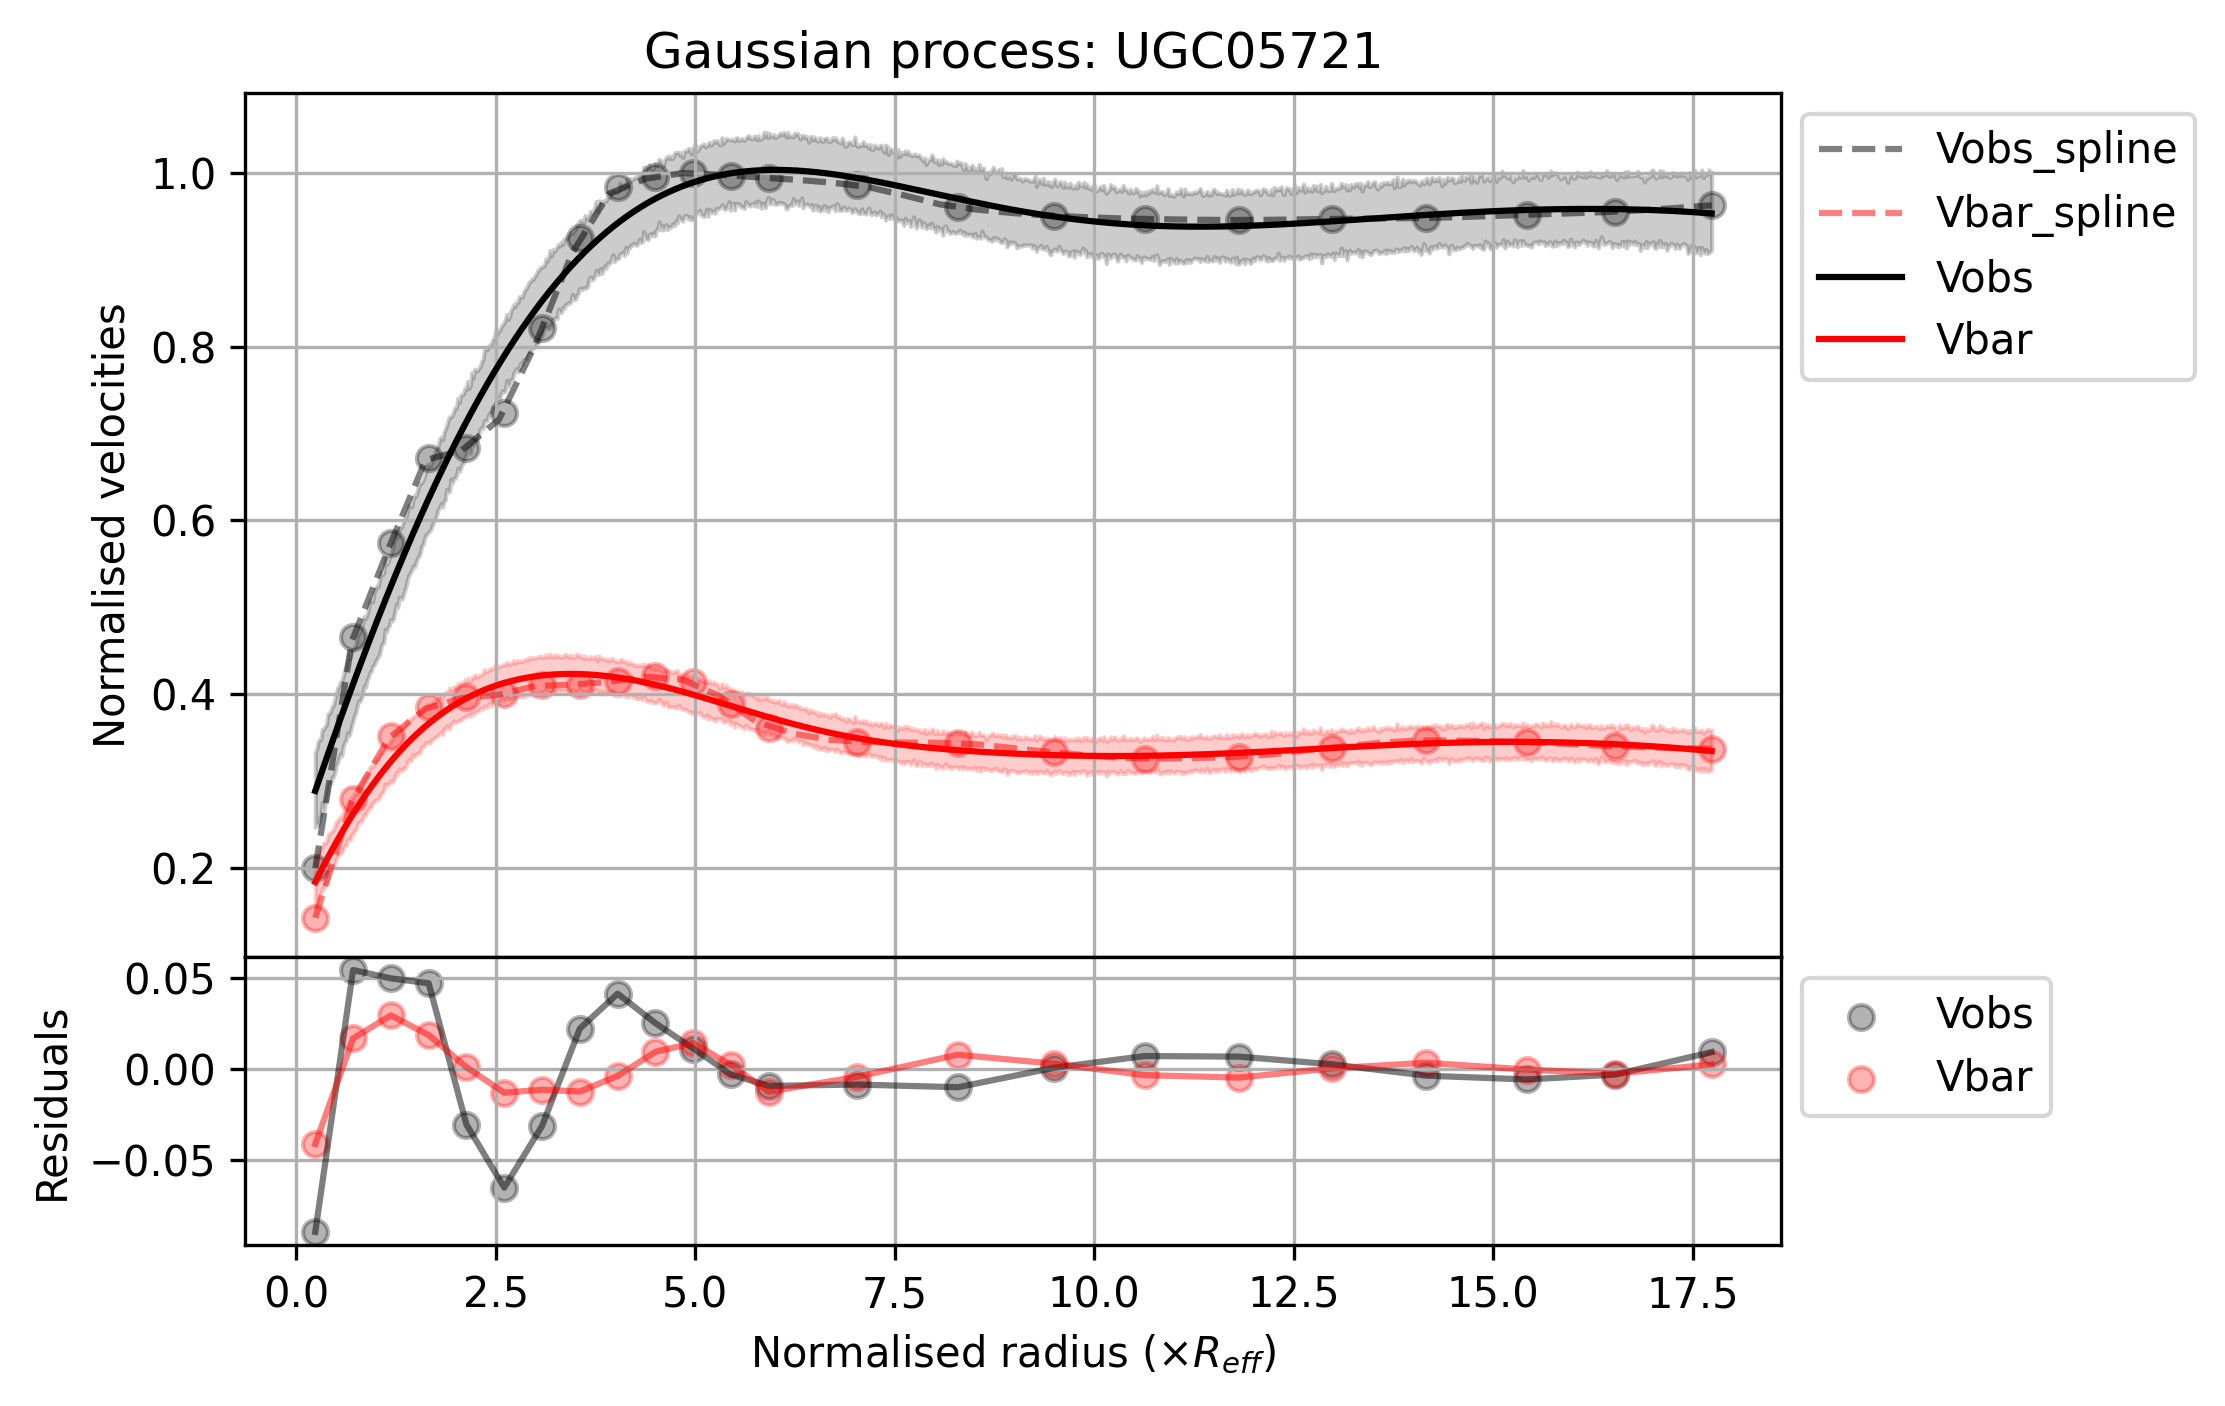 Gaussian process: UGC05721
Normalised velocities
1.0
0.8
0.6
0.4
0.2
Vobs_spline
Vbar_spline
Vobs
Vbar
Residuals
0.05
0.00
−0.05
Vobs
Vbar
0.0 2.5 5.0 7.5 10.0 12.5 15.0 17.5
Normalised radius (×R_{eff})